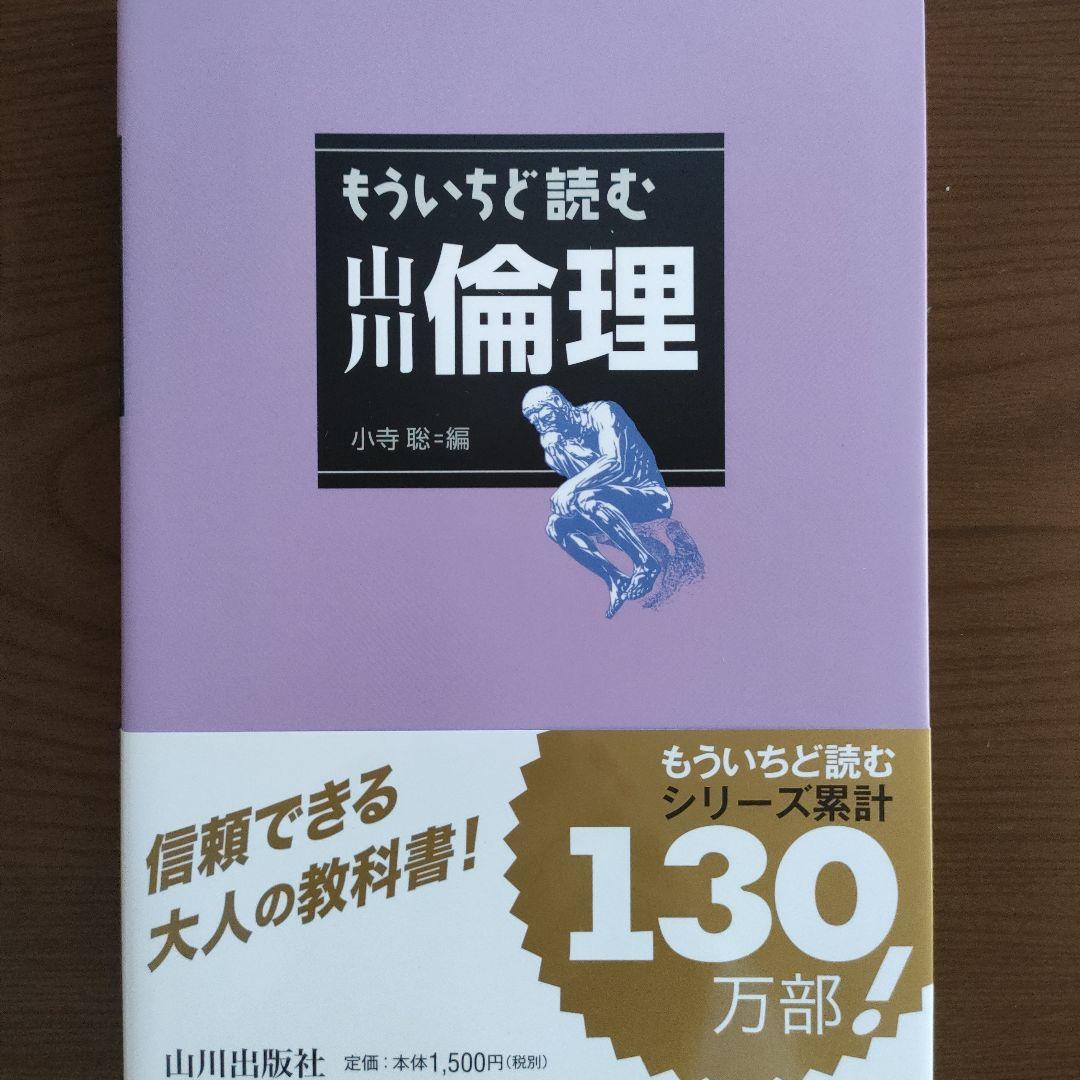 もういちど読む
山川 倫理
小寺 聡=編
信頼できる
大人の教科書!
もういちど読む
シリーズ累計
130
万部!
山川出版社 定価:本体1,500円(税別)